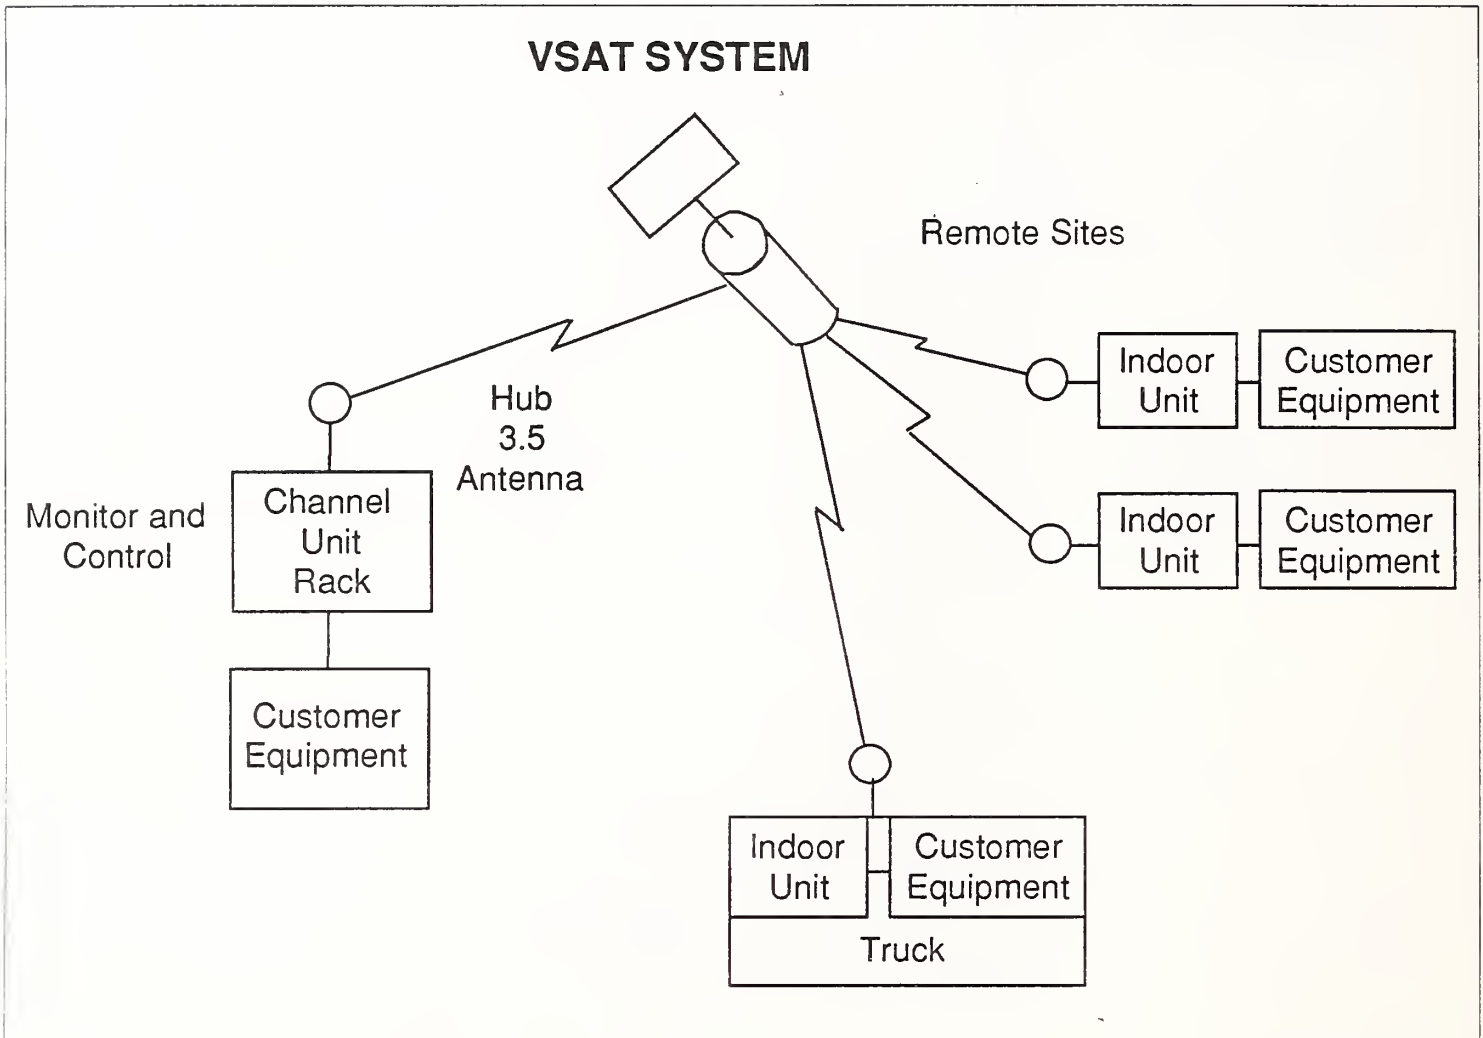 VSAT SYSTEM
Remote Sites
Indoor
Unit
Customer
Equipment
Hub
3.5
Antenna
Monitor and
Control
Channel
Unit
Rack
Indoor
Unit
Customer
Equipment
Customer
Equipment
Indoor
Unit
Customer
Equipment
Truck